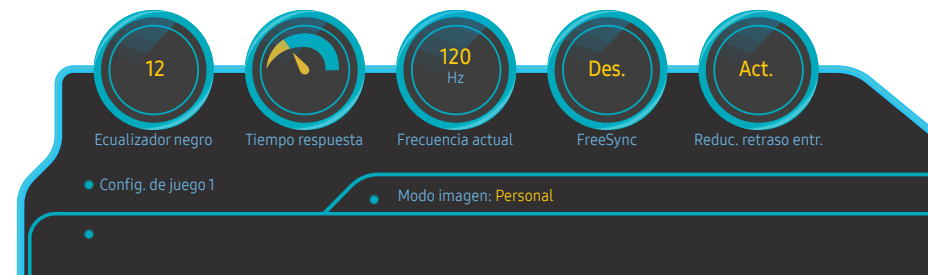 12
120
Hz
Des.
Act.
Ecualizador negro
Tiempo respuesta
Frecuencia actual
FreeSync
Reduc. retraso entr.
Config. de juego 1
Modo imagen: Personal